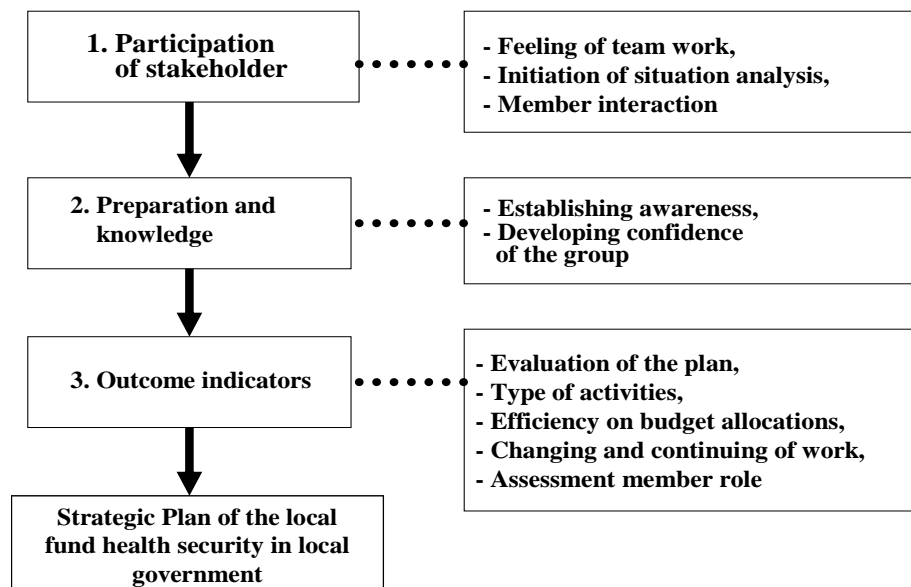 1. Participation
of stakeholder
- Feeling of team work,
- Initiation of situation analysis,
- Member interaction
2. Preparation and
knowledge
- Establishing awareness,
- Developing confidence
of the group
3. Outcome indicators
- Evaluation of the plan,
- Type of activities,
- Efficiency on budget allocations,
- Changing and continuing of work,
- Assessment member role
Strategic Plan of the local
fund health security in local
government